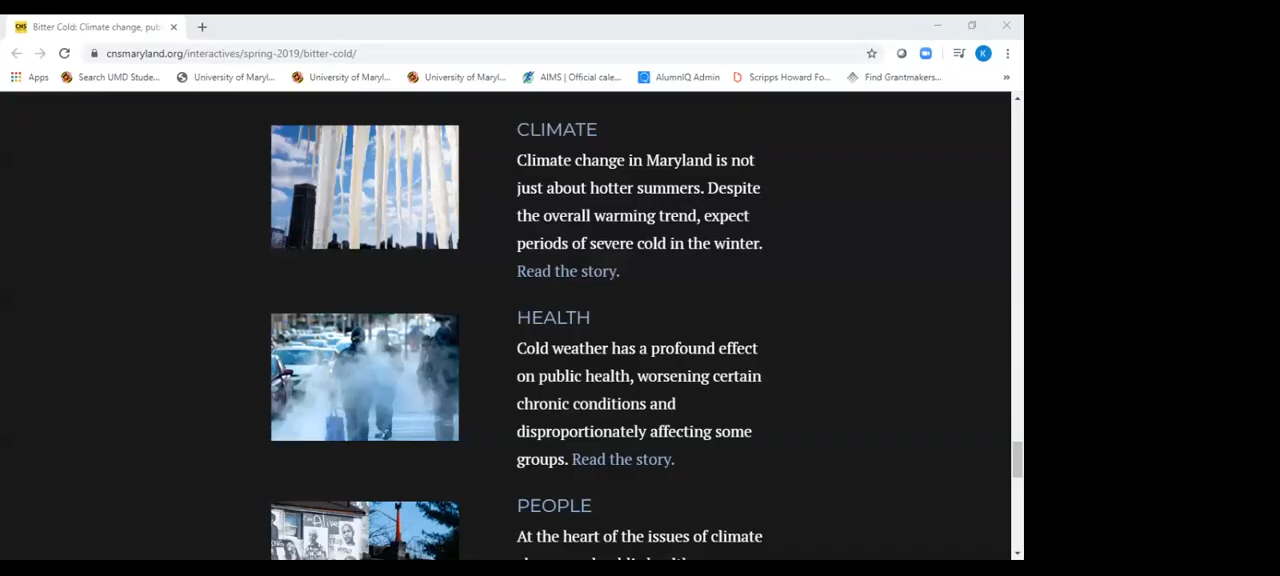 CNS Bitter Cold: Climate change, pub
cnsmaryland.org/interactives/spring-2019/bitter-cold/
K
Apps Search UMD Stude... University of Maryl... University of Maryl... University of Maryl... AIMS | Official cale... AlumnIQ Admin Scripps Howard Fo... Find Grantmakers...
CLIMATE
Climate change in Maryland is not
just about hotter summers. Despite
the overall warming trend, expect
periods of severe cold in the winter.
Read the story.
HEALTH
Cold weather has a profound effect
on public health, worsening certain
chronic conditions and
disproportionately affecting some
groups. Read the story.
PEOPLE
Alive
At the heart of the issues of climate